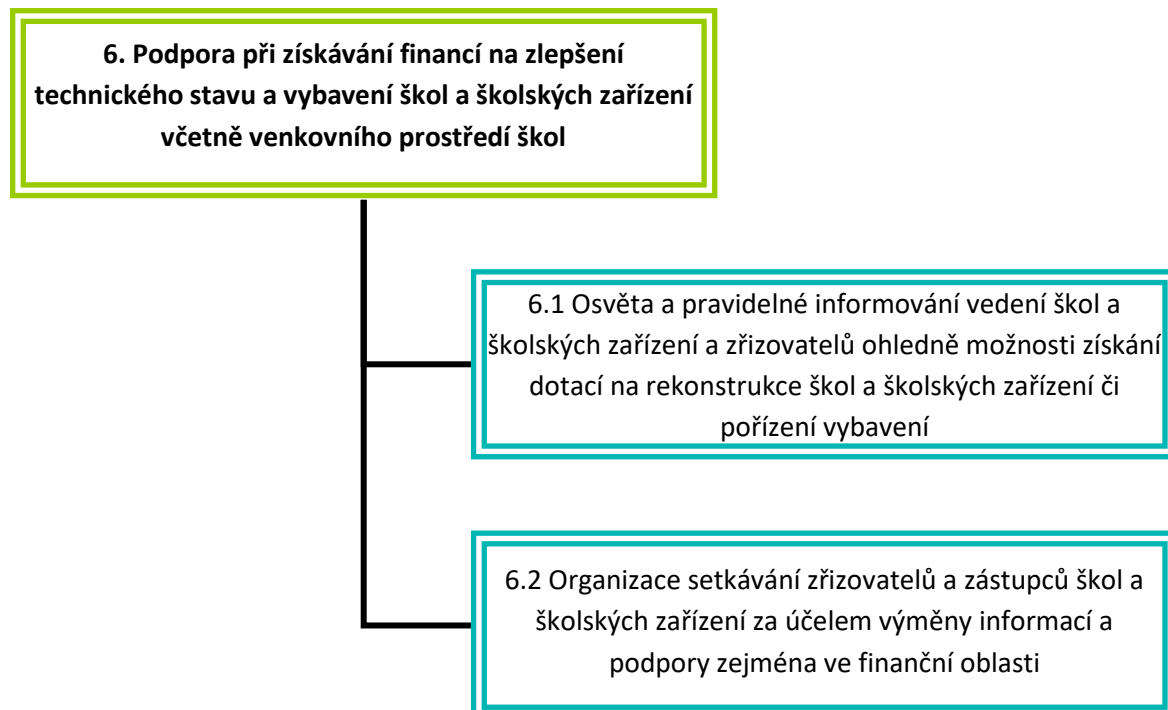 6. Podpora při získávání financí na zlepšení
technického stavu a vybavení škol a školských zařízení
včetně venkovního prostředí škol
6.1 Osvěta a pravidelné informování vedení škol a
školských zařízení a zřizovatelů ohledně možnosti získání
dotací na rekonstrukce škol a školských zařízení či
pořízení vybavení
6.2 Organizace setkávání zřizovatelů a zástupců škol a
školských zařízení za účelem výměny informací a
podpory zejména ve finanční oblasti